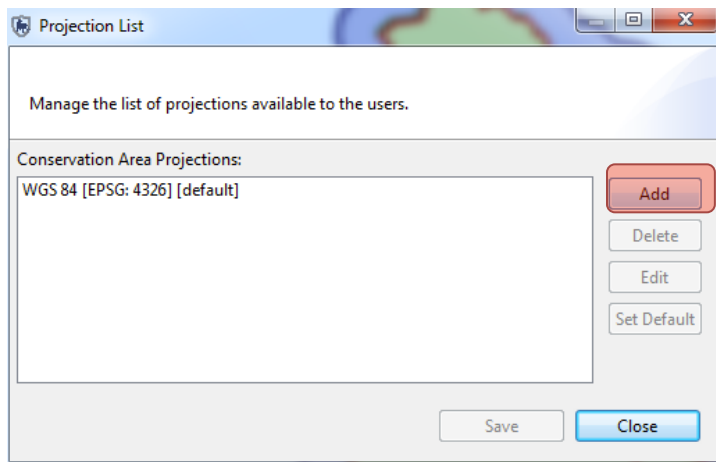 Projection List
Manage the list of projections available to the users.
Conservation Area Projections:
WGS 84 [EPSG: 4326] [default]
Add
Delete
Edit
Set Default
Save
Close